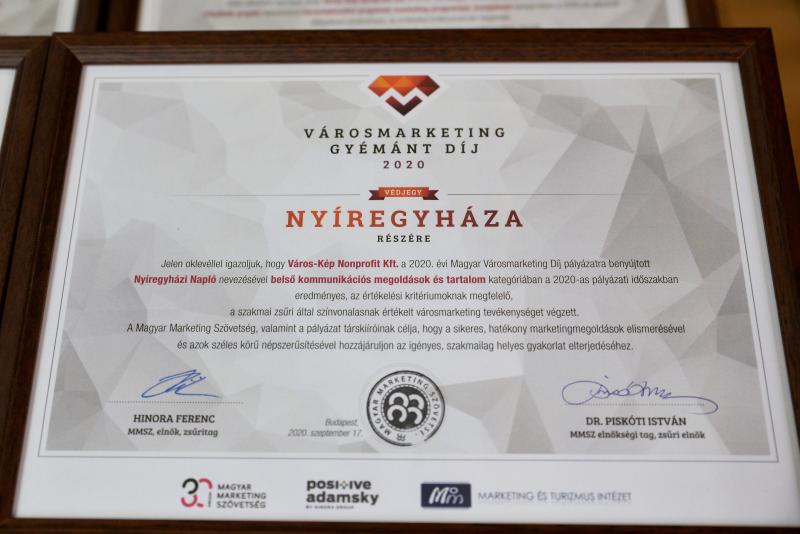 VÁROSMARKETING
GYÉMÁNT DÍJ
2020
VÉDJEGY
NYÍREGYHÁZA
RÉSZÉRE
Jelen oklevéllel igazoljuk, hogy Város-Kép Nonprofit Kft. a 2020. évi Magyar Városmarketing Díj pályázatra benyújtott
Nyíregyházi Napló nevezésével belső kommunikációs megoldások és tartalom kategóriában a 2020-as pályázati időszakban
eredményes, az értékelési kritériumoknak megfelelő,
a szakmai zsűri által színvonalasnak értékelt városmarketing tevékenységet végzett.
A Magyar Marketing Szövetség, valamint a pályázat társkiíróinak célja, hogy a sikeres, hatékony marketingmegoldások elismerésével
és azok széles körű népszerűsítésével hozzájáruljon az igényes, szakmailag helyes gyakorlat elterjedéséhez.
HINORA FERENC
MMSZ, elnök, zsűritag
Budapest,
2020. szeptember 17.
MAGYAR MARKETING SZÖVETSÉG
DR. PISKÓTI ISTVÁN
MMSZ elnökségi tag, zsűri elnök
30 MAGYAR
MARKETING
SZÖVETSÉG
positive
adamsky
BY HINORA GROUP
MARKETING ÉS TURIZMUS INTÉZET